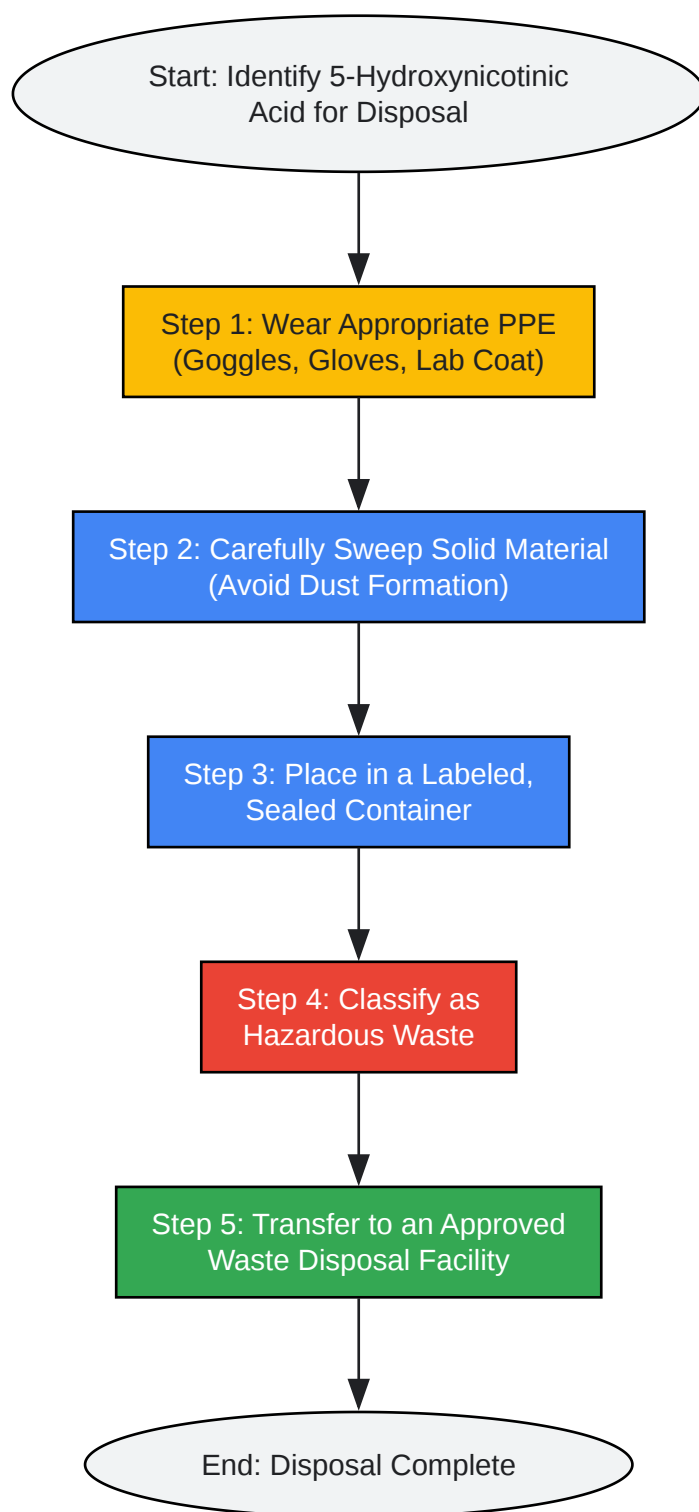 Start: Identify 5-Hydroxynicotinic
Acid for Disposal
Step 1: Wear Appropriate PPE
(Goggles, Gloves, Lab Coat)
Step 2: Carefully Sweep Solid Material
(Avoid Dust Formation)
Step 3: Place in a Labeled,
Sealed Container
Step 4: Classify as
Hazardous Waste
Step 5: Transfer to an Approved
Waste Disposal Facility
End: Disposal Complete